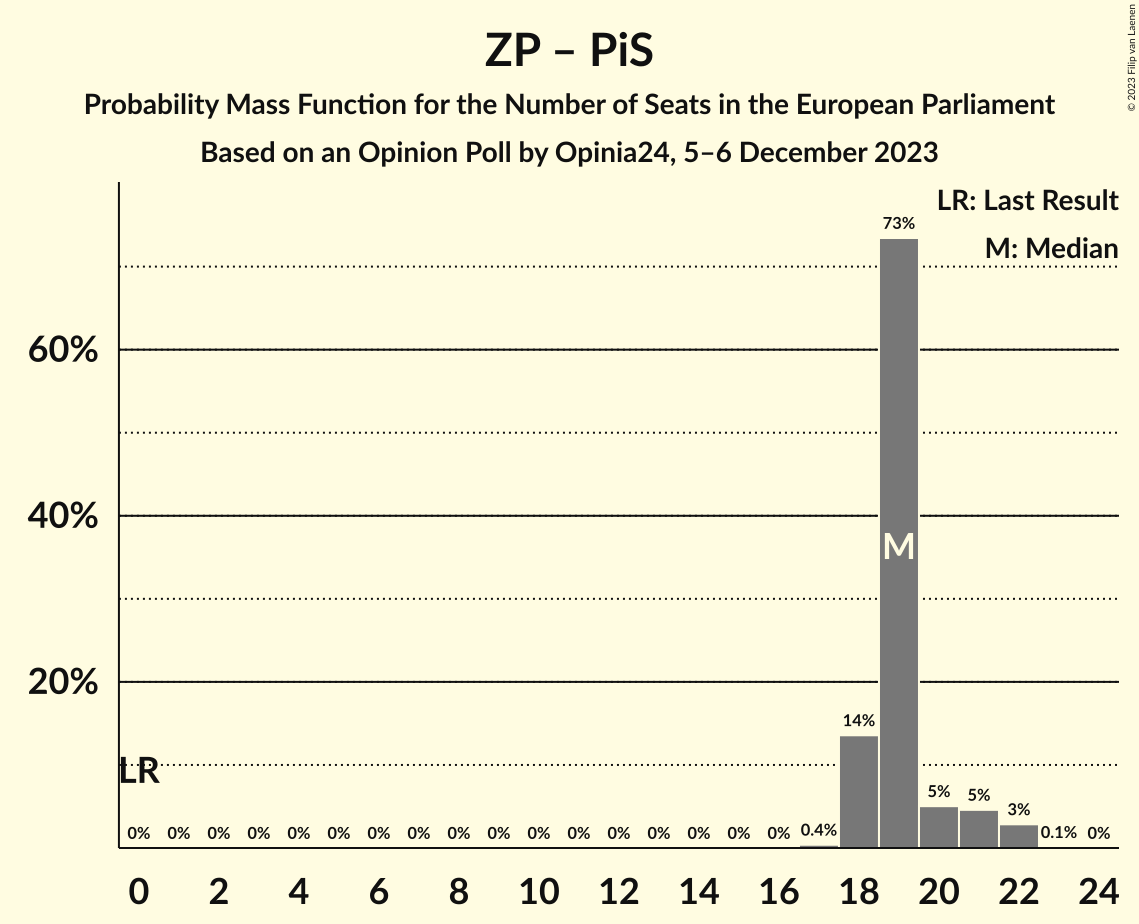 ZP – PiS
Probability Mass Function for the Number of Seats in the European Parliament
Based on an Opinion Poll by Opinia24, 5–6 December 2023
© 2023 Filip van Laenen
LR: Last Result
M: Median
73%
60%
40%
M
20%
14%
LR
5%
5%
3%
0% 0% 0% 0% 0% 0% 0% 0% 0% 0% 0% 0% 0% 0% 0% 0% 0% 0.4% 0.1% 0%
0 2 4 6 8 10 12 14 16 18 20 22 24